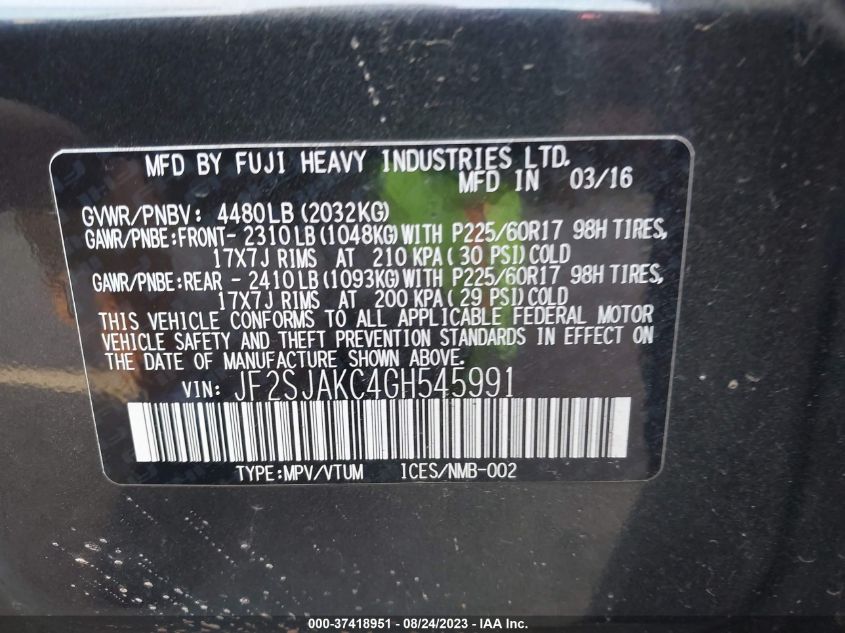 MFD BY FUJI HEAVY INDUSTRIES LTD.
MFD IN 03/16
GVWR/PNBV: 4480LB(2032KG)
GAWR/PNBE:FRONT- 2310LB(1048KG)WITH P225/60R17 98H TIRES,
17X7J RIMS AT 210 KPA(30 PSI)COLD
GAWR/PNBE:REAR - 2410LB(1093KG)WITH P225/60R17 98H TIRES,
17X7J RIMS AT 200 KPA(29 PSI)COLD
THIS VEHICLE CONFORMS TO ALL APPLICABLE FEDERAL MOTOR
VEHICLE SAFETY AND THEFT PREVENTION STANDARDS IN EFFECT ON
THE DATE OF MANUFACTURE SHOWN ABOVE.
VIN: JF2SJAKC4GH545991
TYPE:MPV/VTUM ICES/NMB-002
000-37418951 - 08/24/2023 - IAA Inc.